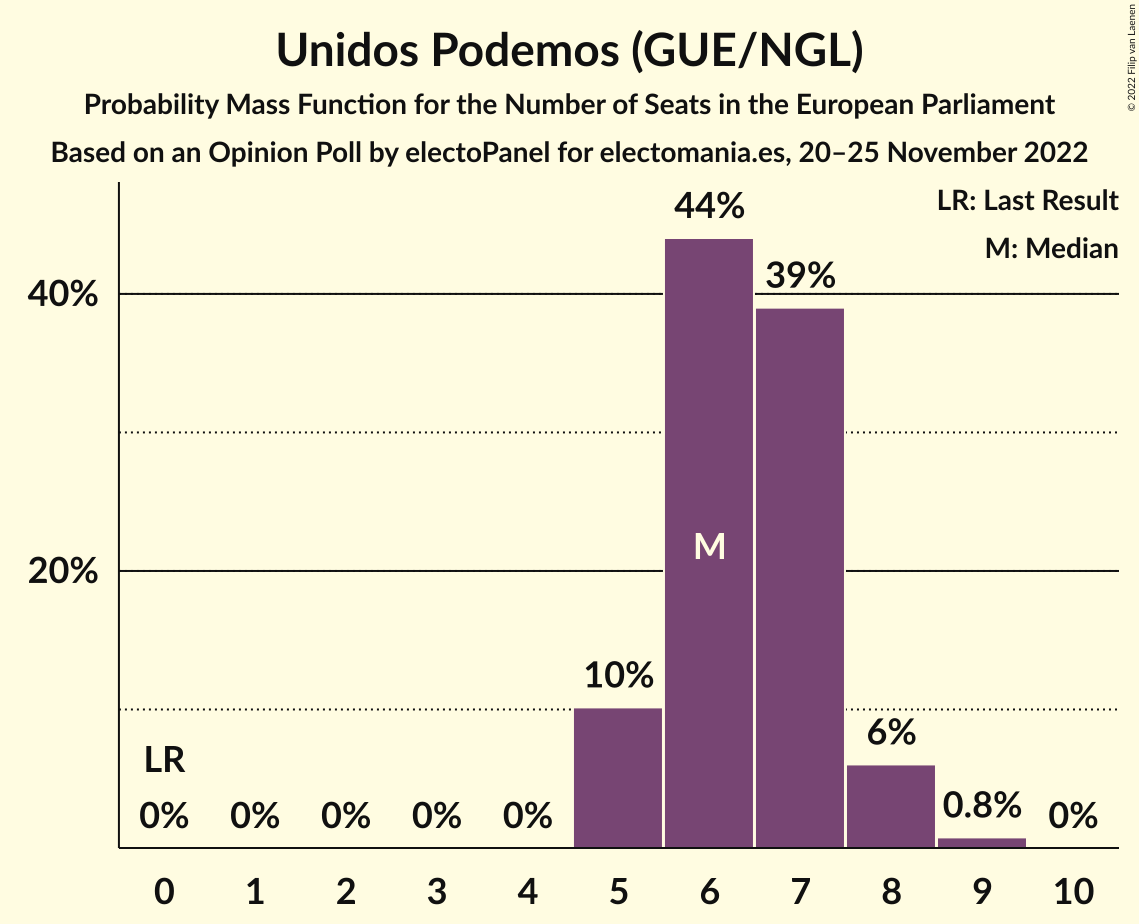 Unidos Podemos (GUE/NGL)
Probability Mass Function for the Number of Seats in the European Parliament
Based on an Opinion Poll by electoPanel for electomania.es, 20–25 November 2022
© 2022 Filip van Laenen
LR: Last Result
M: Median
44%
39%
40%
M
20%
10%
6%
LR
0.8%
0% 0% 0% 0% 0% 0%
0 1 2 3 4 5 6 7 8 9 10